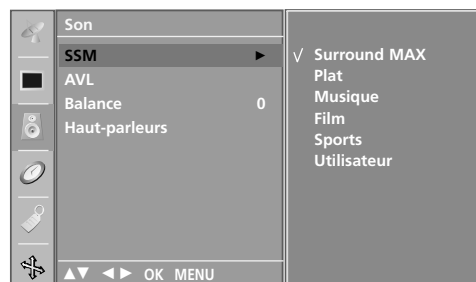 Son
SSM ►
AVL
Balance 0
Haut-parleurs
▲▼ ◄► OK MENU
√ Surround MAX
Plat
Musique
Film
Sports
Utilisateur